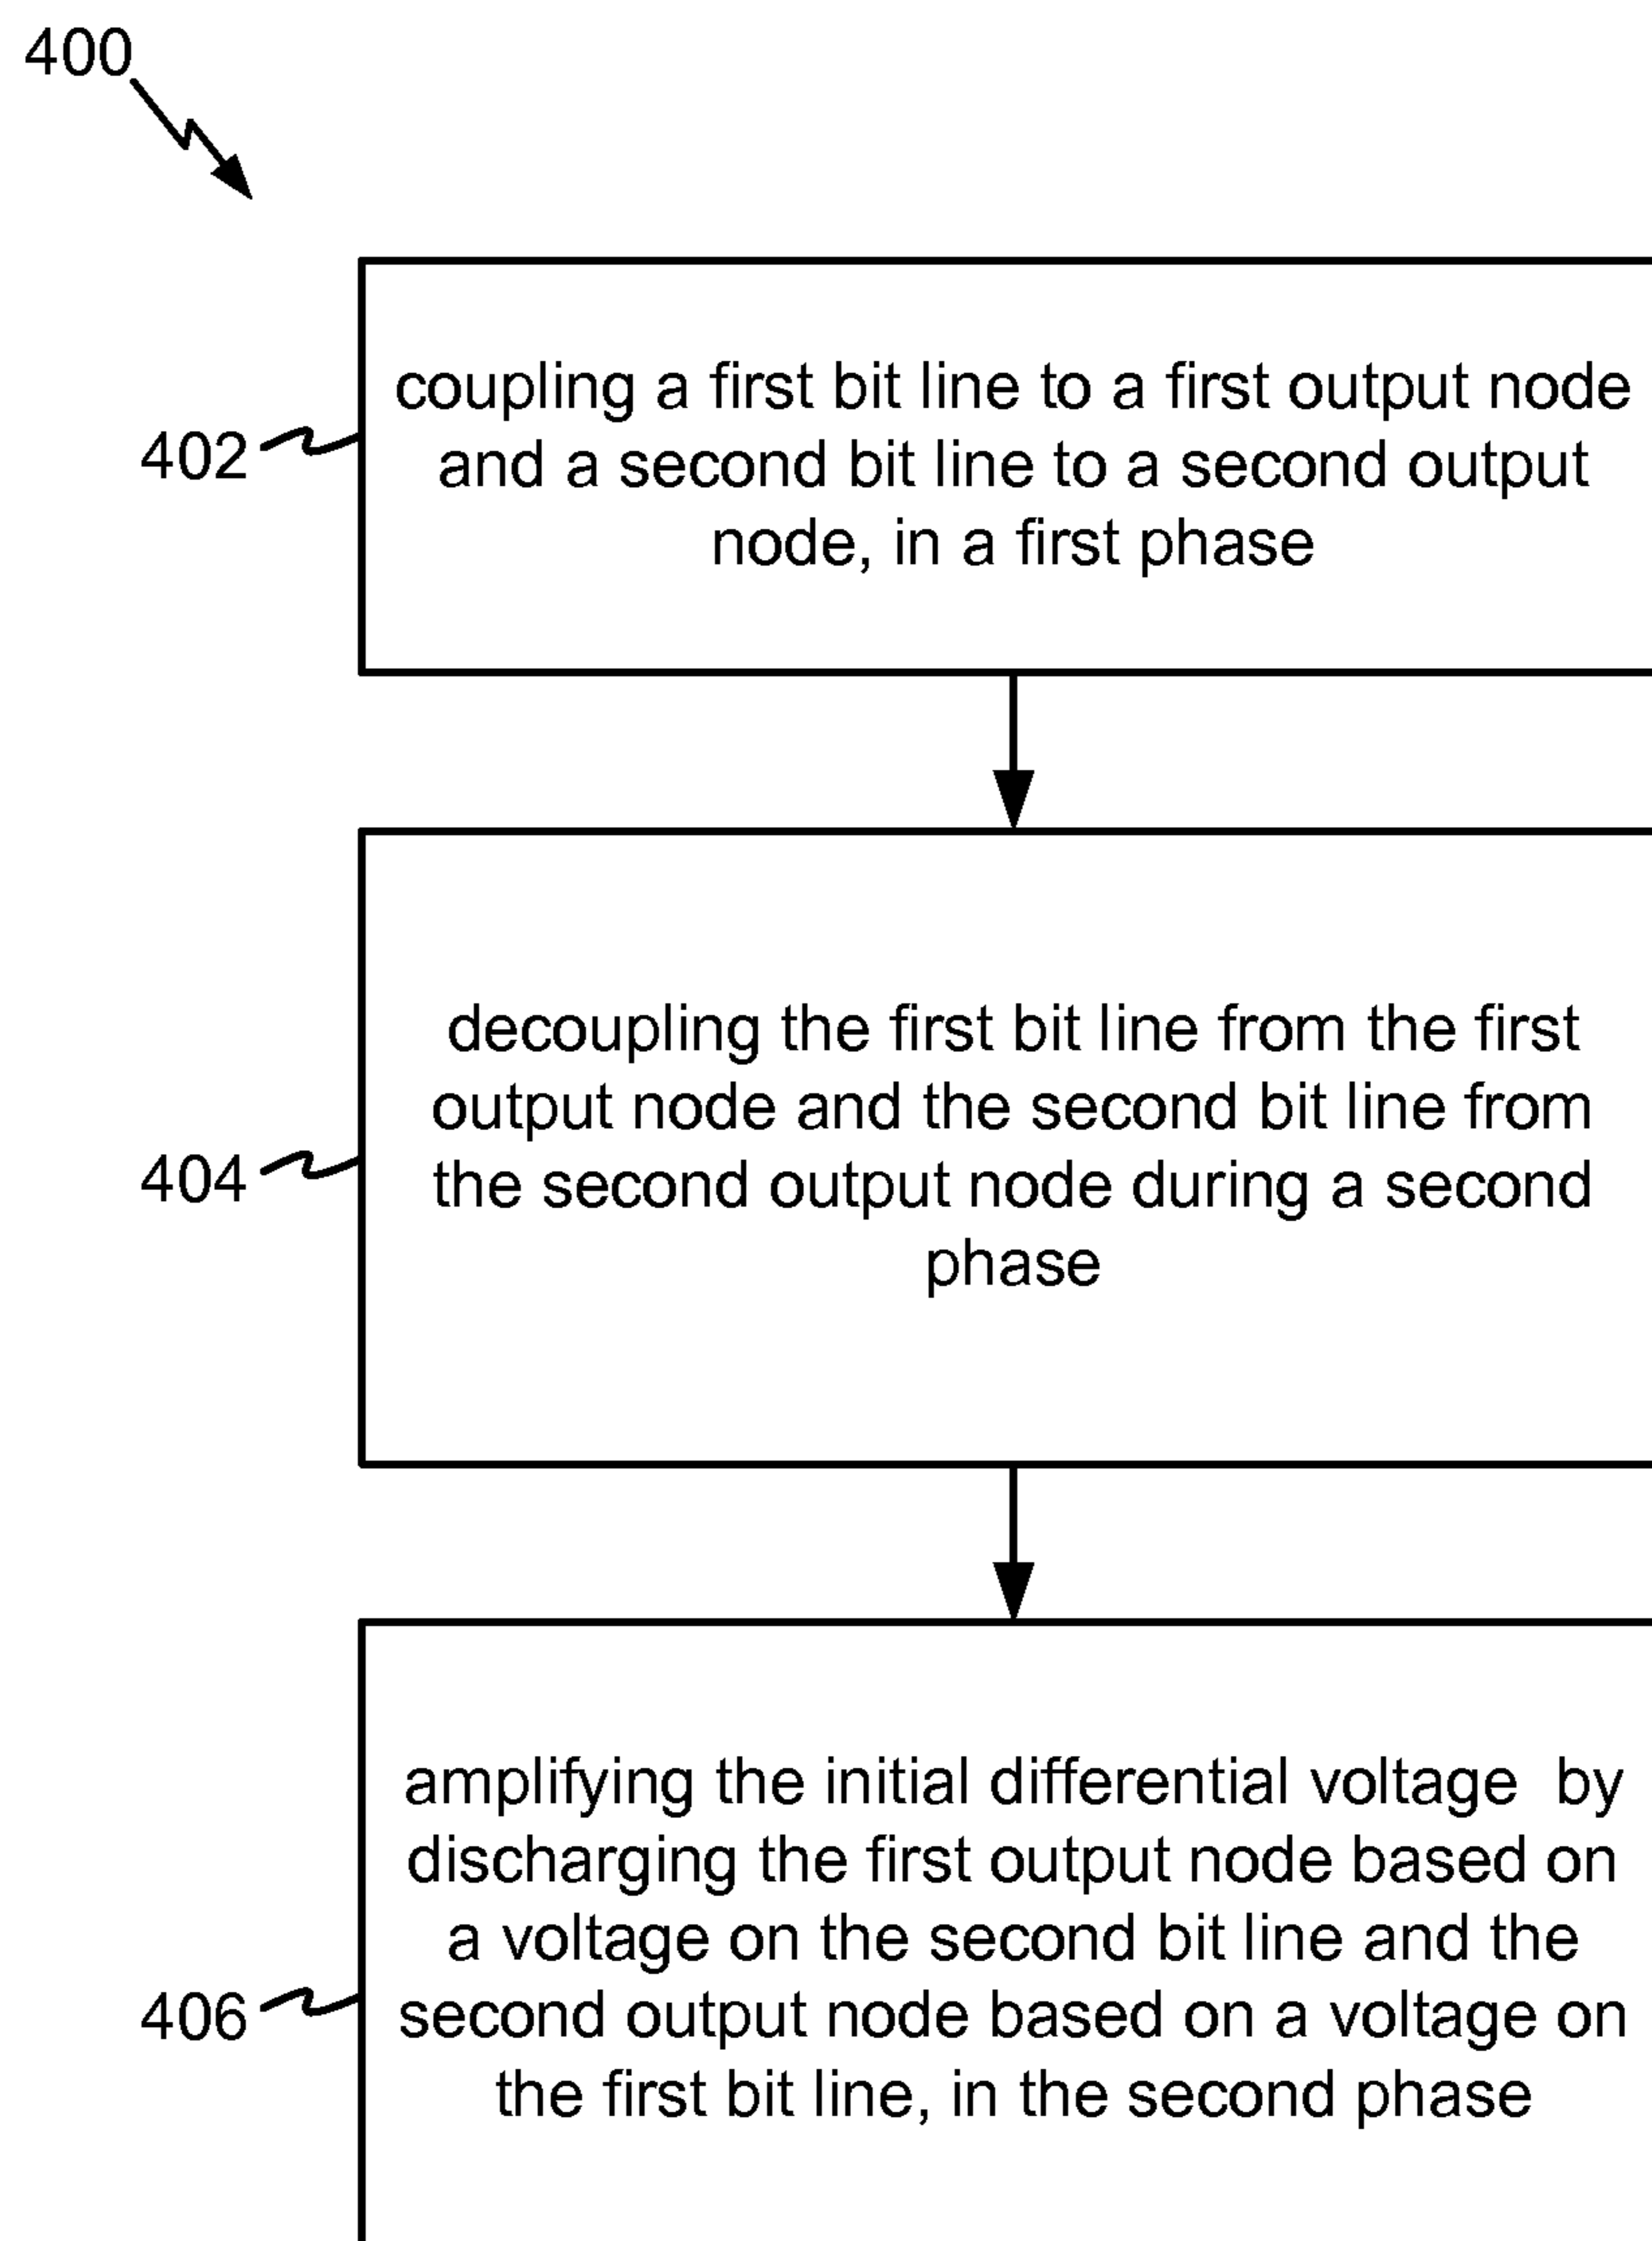 400
402
coupling a first bit line to a first output node
and a second bit line to a second output
node, in a first phase
404
decoupling the first bit line from the first
output node and the second bit line from
the second output node during a second
phase
406
amplifying the initial differential voltage by
discharging the first output node based on
a voltage on the second bit line and the
second output node based on a voltage on
the first bit line, in the second phase